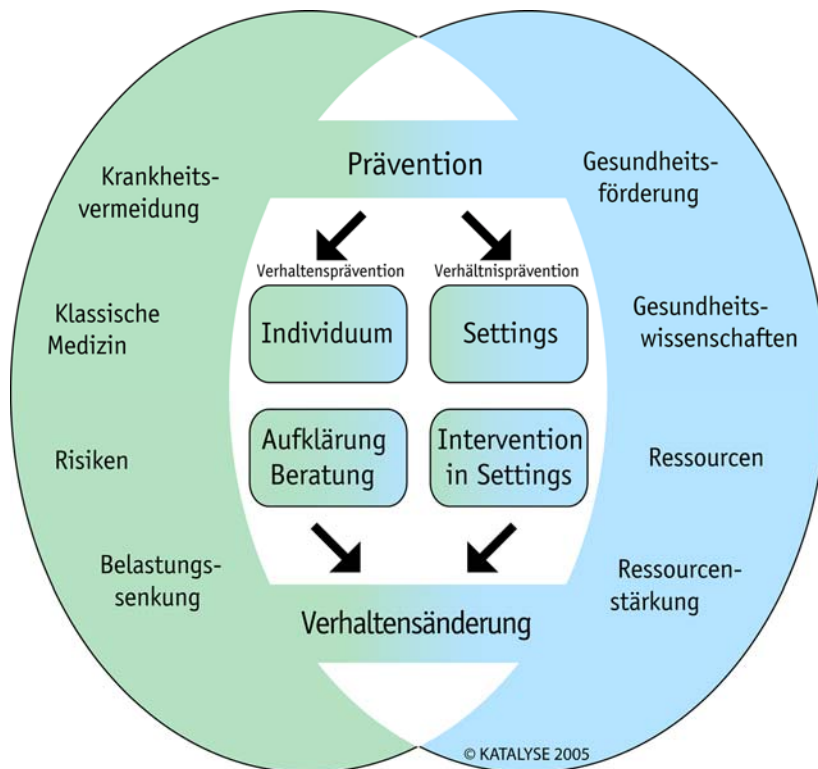 Prävention
Krankheits-
vermeidung
Gesundheits-
förderung
Verhaltensprävention
Verhältnisprävention
Klassische
Medizin
Individuum
Settings
Gesundheits-
wissenschaften
Risiken
Aufklärung
Beratung
Intervention
in Settings
Ressourcen
Belastungs-
senkung
Ressourcen-
stärkung
Verhaltensänderung
© KATALYSE 2005